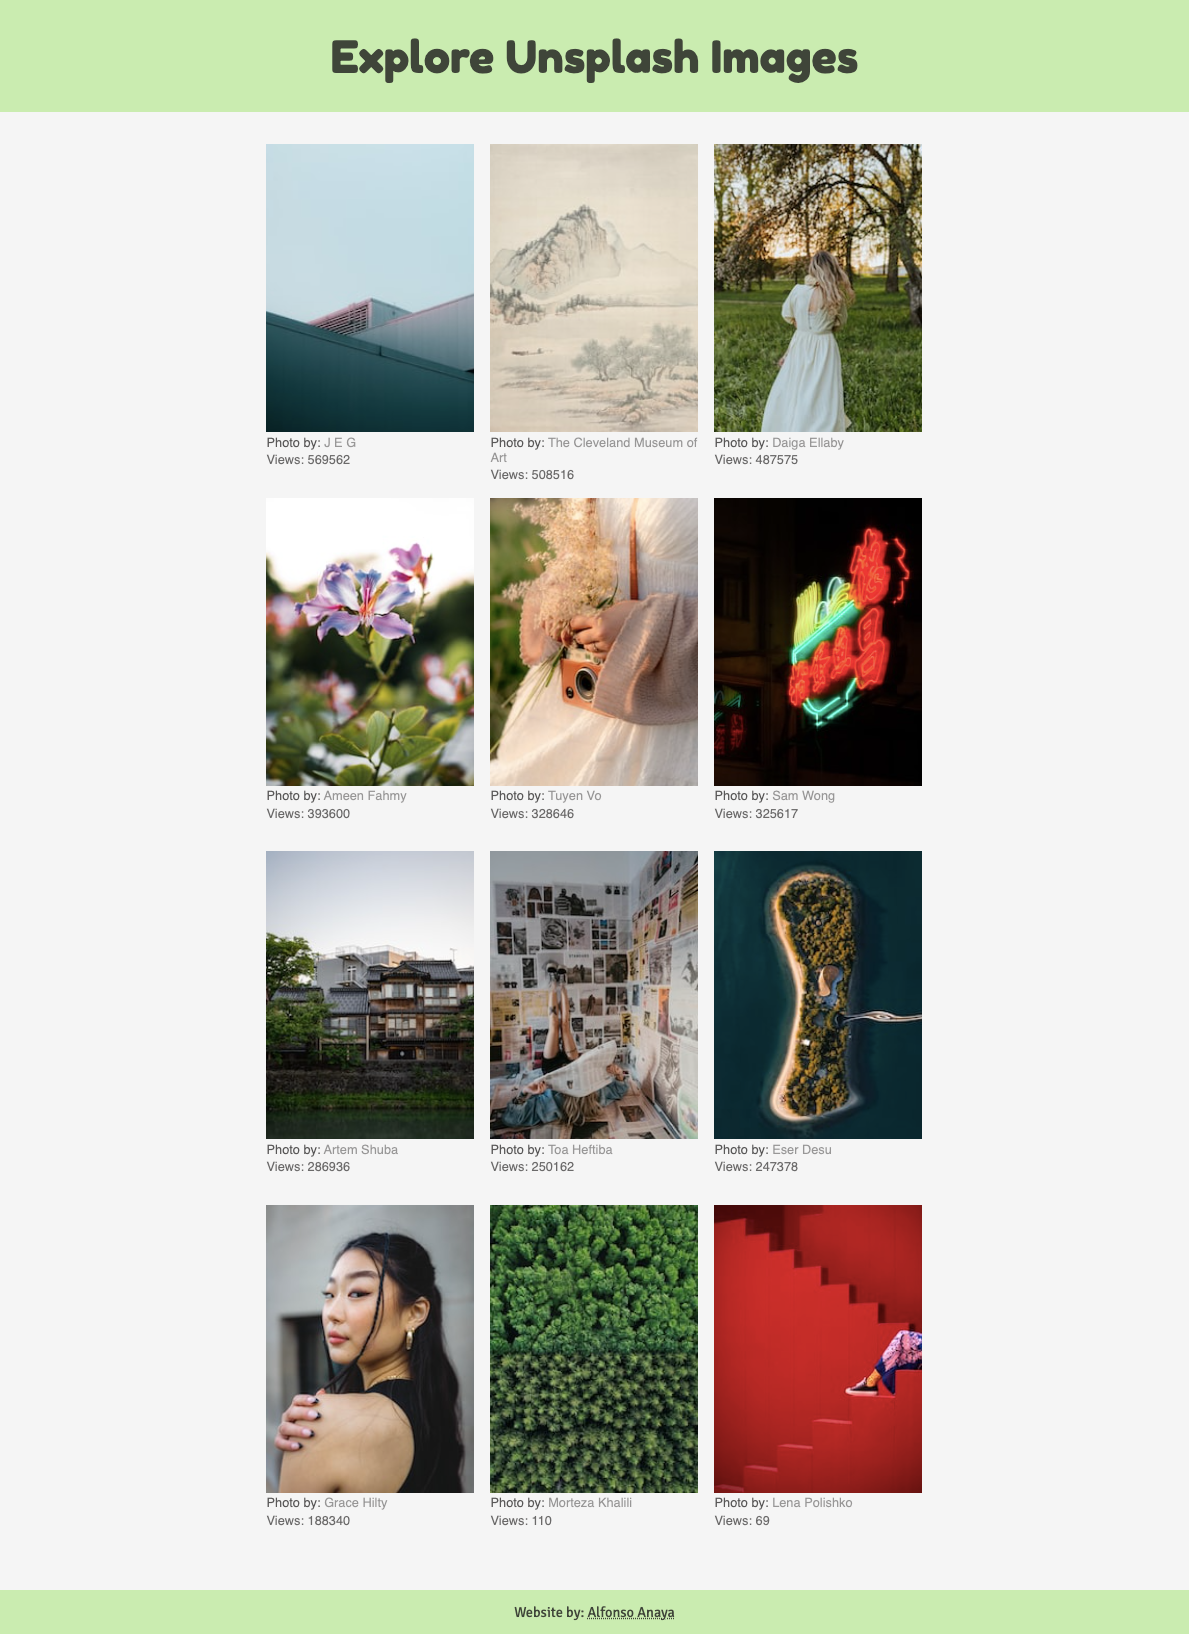 Explore Unsplash Images
Photo by: J E G
Views: 569562
Photo by: The Cleveland Museum of
Art
Views: 508516
Photo by: Daiga Ellaby
Views: 487575
Photo by: Ameen Fahmy
Views: 393600
Photo by: Tuyen Vo
Views: 328646
Photo by: Sam Wong
Views: 325617
Photo by: Artem Shuba
Views: 286936
Photo by: Toa Heftiba
Views: 250162
Photo by: Eser Desu
Views: 247378
Photo by: Grace Hilty
Views: 188340
Photo by: Morteza Khalili
Views: 110
Photo by: Lena Polishko
Views: 69
Website by: Alfonso Anaya